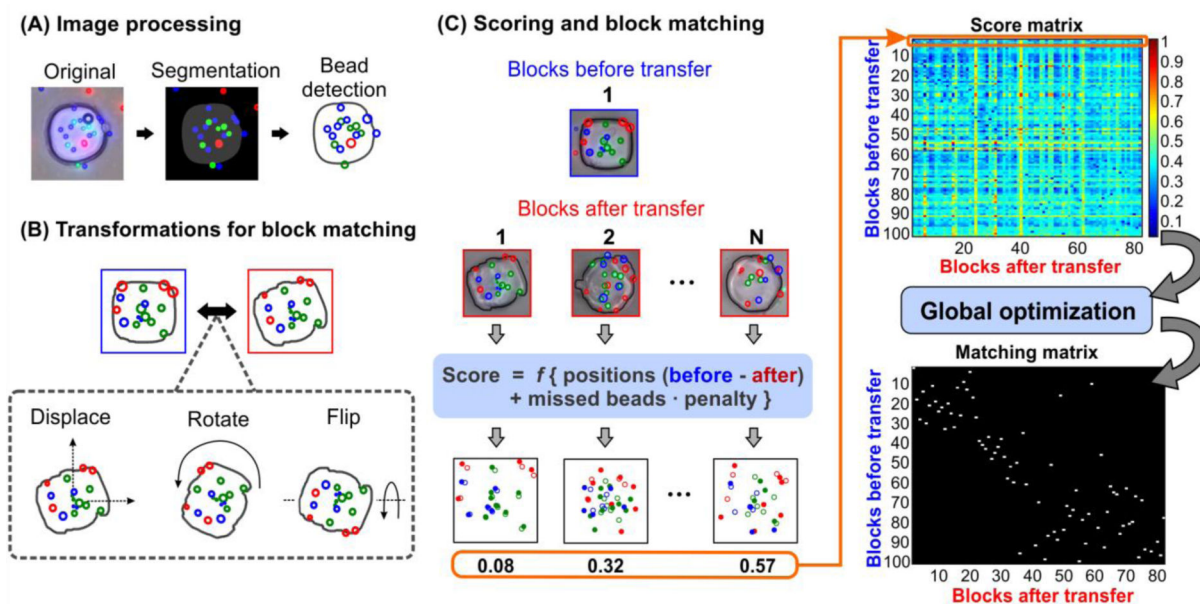 (A) Image processing
Original
Segmentation
Bead
detection
(B) Transformations for block matching
Displace
Rotate
Flip
(C) Scoring and block matching
Blocks before transfer
1
Blocks after transfer
1
2
...
N
Score = f { positions (before - after)
+ missed beads · penalty }
...
0.08
0.32
0.57
Score matrix
Blocks before transfer
10
20
30
40
50
60
70
80
90
100
20
40
60
80
Blocks after transfer
1
0.9
0.8
0.7
0.6
0.5
0.4
0.3
0.2
0.1
Global optimization
Matching matrix
Blocks before transfer
10
20
30
40
50
60
70
80
90
100
10
20
30
40
50
60
70
80
Blocks after transfer